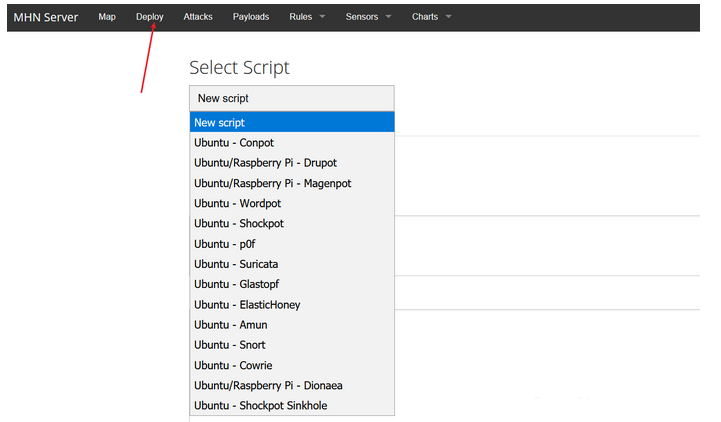 MHN Server Map Deploy Attacks Payloads Rules Sensors Charts
Select Script
New script
New script
Ubuntu - Conpot
Ubuntu/Raspberry Pi - Drupot
Ubuntu/Raspberry Pi - Magenpot
Ubuntu - Wordpot
Ubuntu - Shockpot
Ubuntu - p0f
Ubuntu - Suricata
Ubuntu - Glastopf
Ubuntu - ElasticHoney
Ubuntu - Amun
Ubuntu - Snort
Ubuntu - Cowrie
Ubuntu/Raspberry Pi - Dionaea
Ubuntu - Shockpot Sinkhole